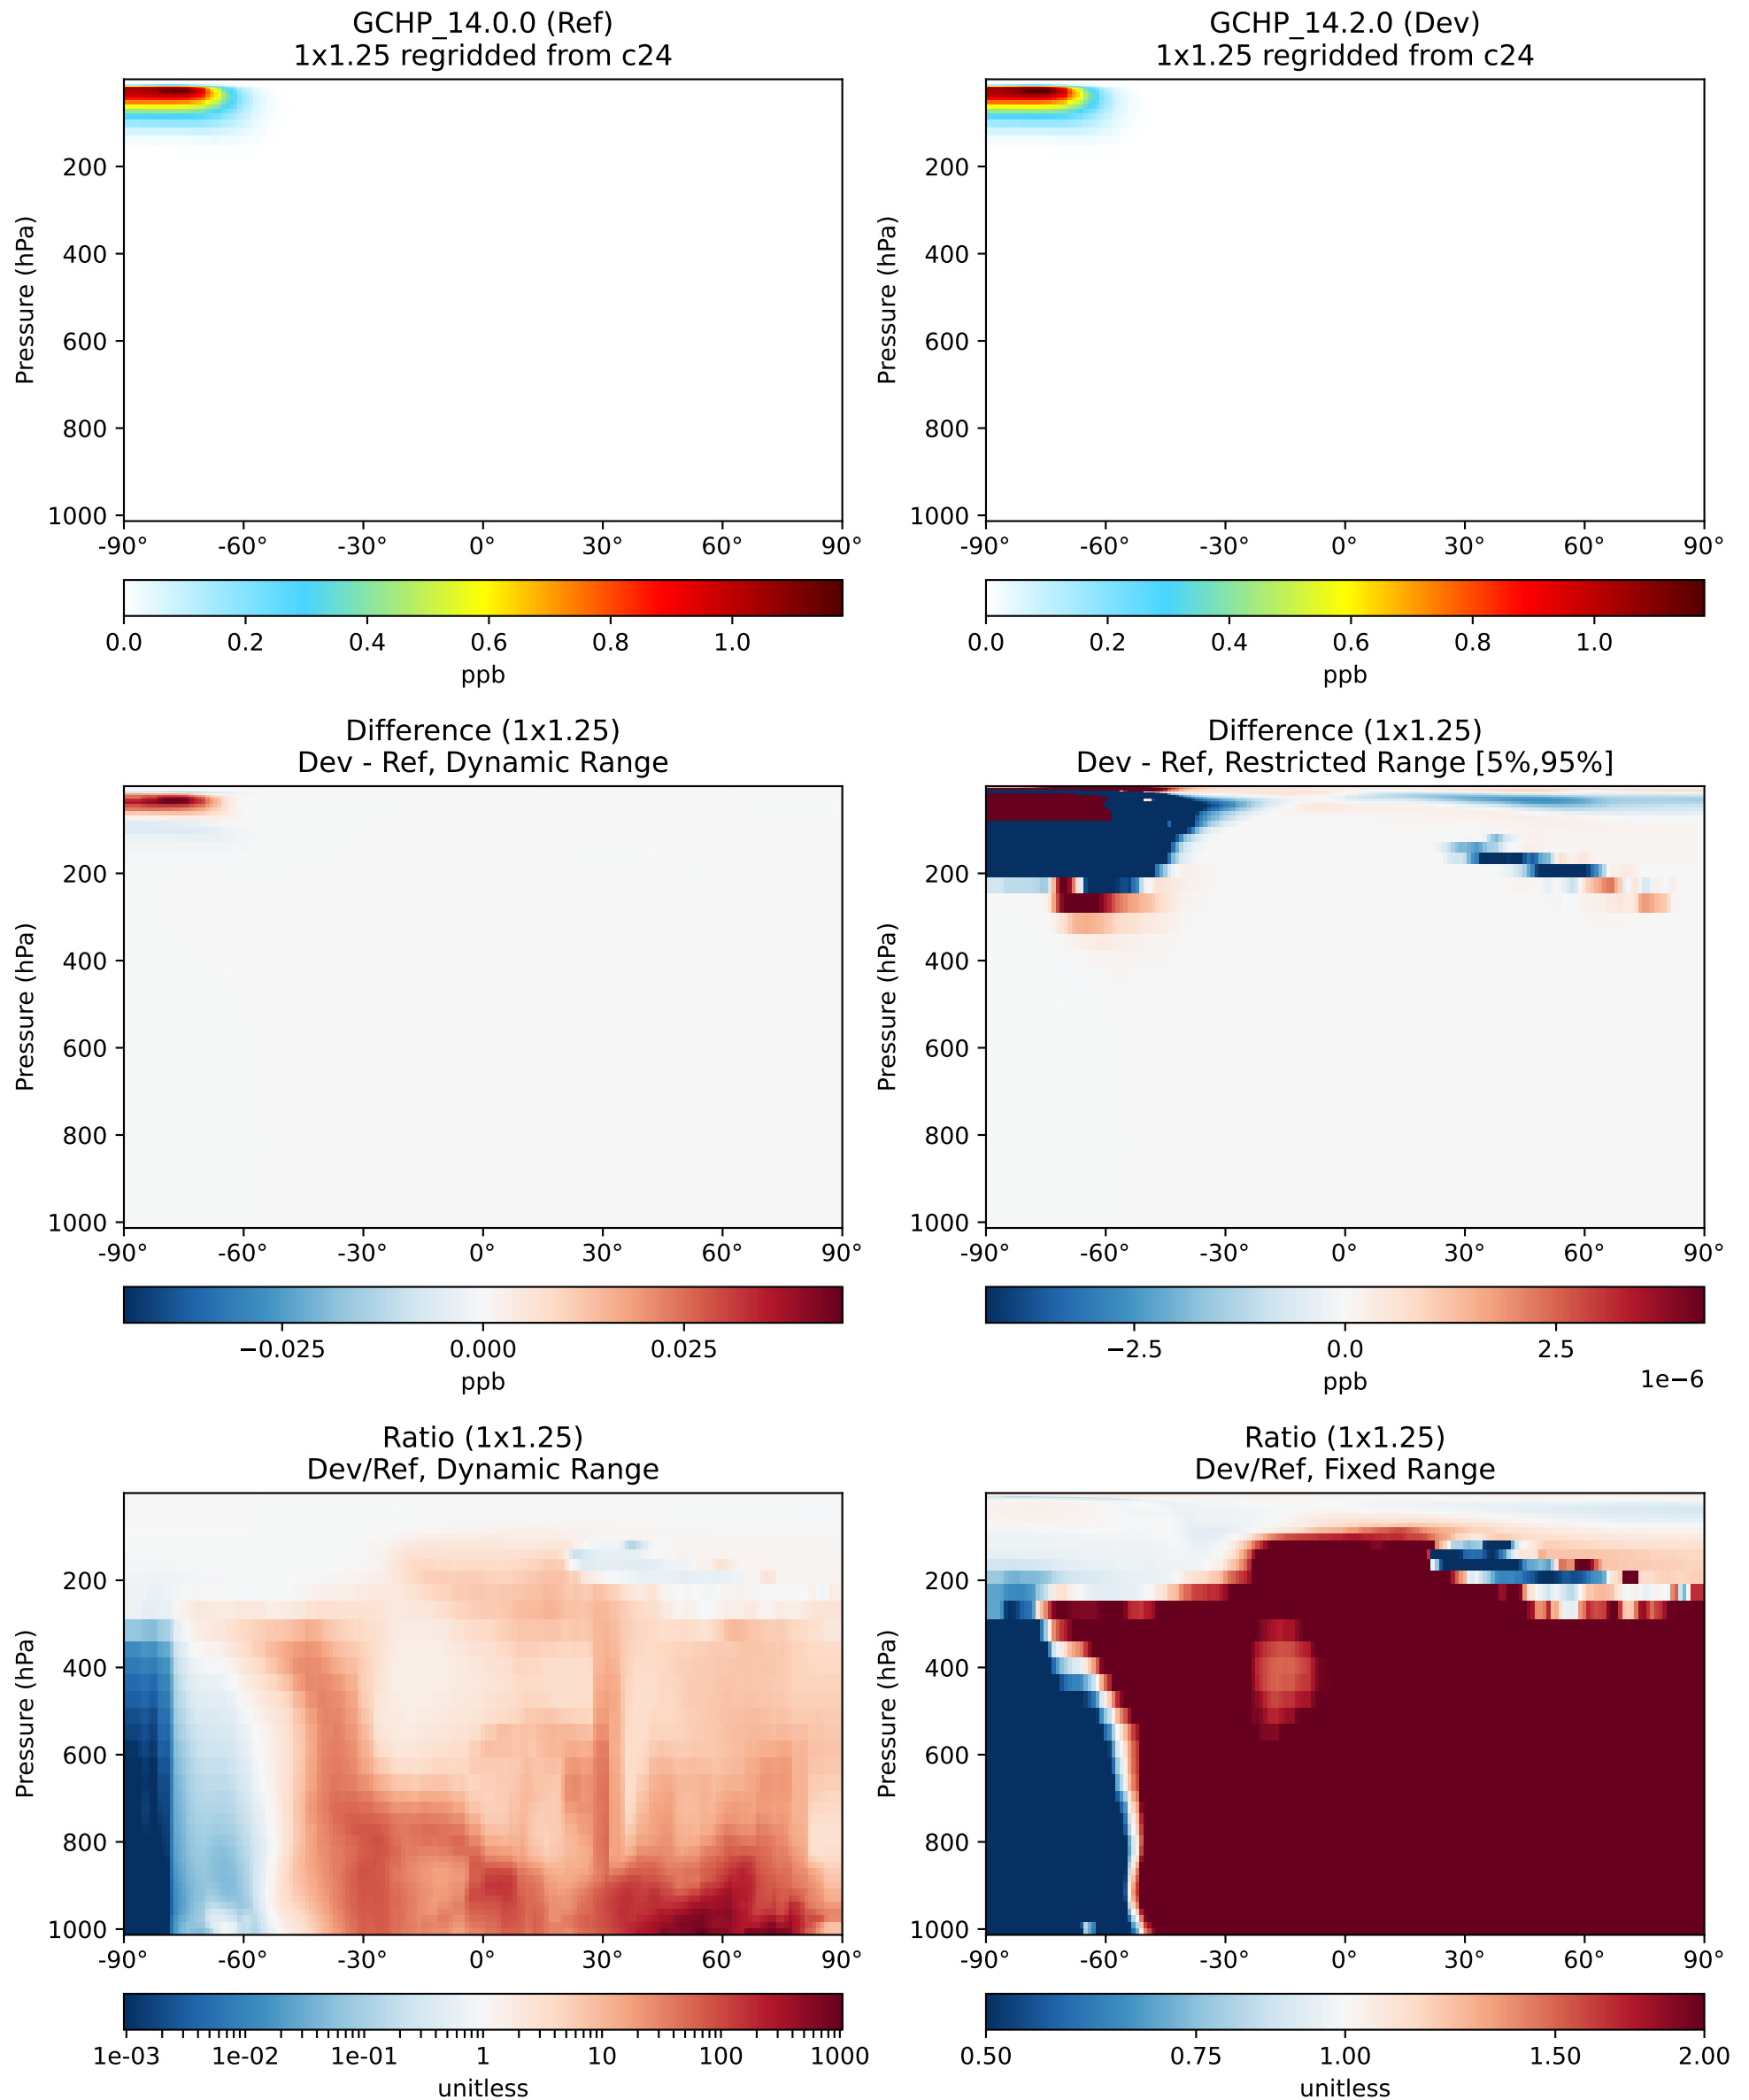 GCHP_14.0.0 (Ref)
1x1.25 regridded from c24
Pressure (hPa)
200
400
600
800
1000
-90° -60° -30° 0° 30° 60° 90°
0.0 0.2 0.4 0.6 0.8 1.0
ppb
GCHP_14.2.0 (Dev)
1x1.25 regridded from c24
Pressure (hPa)
200
400
600
800
1000
-90° -60° -30° 0° 30° 60° 90°
0.0 0.2 0.4 0.6 0.8 1.0
ppb
Difference (1x1.25)
Dev - Ref, Dynamic Range
Pressure (hPa)
200
400
600
800
1000
-90° -60° -30° 0° 30° 60° 90°
−0.025 0.000 0.025
ppb
Difference (1x1.25)
Dev - Ref, Restricted Range [5%,95%]
Pressure (hPa)
200
400
600
800
1000
-90° -60° -30° 0° 30° 60° 90°
−2.5 0.0 2.5
1e−6
ppb
Ratio (1x1.25)
Dev/Ref, Dynamic Range
Pressure (hPa)
200
400
600
800
1000
-90° -60° -30° 0° 30° 60° 90°
1e-03 1e-02 1e-01 1 10 100 1000
unitless
Ratio (1x1.25)
Dev/Ref, Fixed Range
Pressure (hPa)
200
400
600
800
1000
-90° -60° -30° 0° 30° 60° 90°
0.50 0.75 1.00 1.50 2.00
unitless